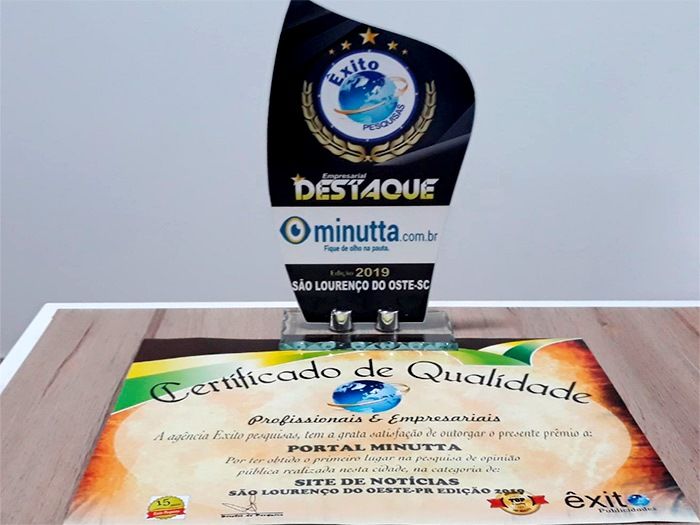 Êxito
PESQUISAS
Empresarial
DESTAQUE
minutta.com.br
Fique de olho na pauta.
Edição 2019
SÃO LOURENÇO DO OSTE-SC
Certificado de Qualidade
Profissionais & Empresariais
A agência Exito pesquisas, tem a grata satisfação de outorgar o presente prêmio a:
PORTAL MINUTTA
Por ter obtido o primeiro lugar na pesquisa de opinião
pública realizada nesta cidade, na categoria de:
SITE DE NOTÍCIAS
SÃO LOURENÇO DO OESTE-PR EDIÇÃO 2019
15
TOP
êxito
Publicidades